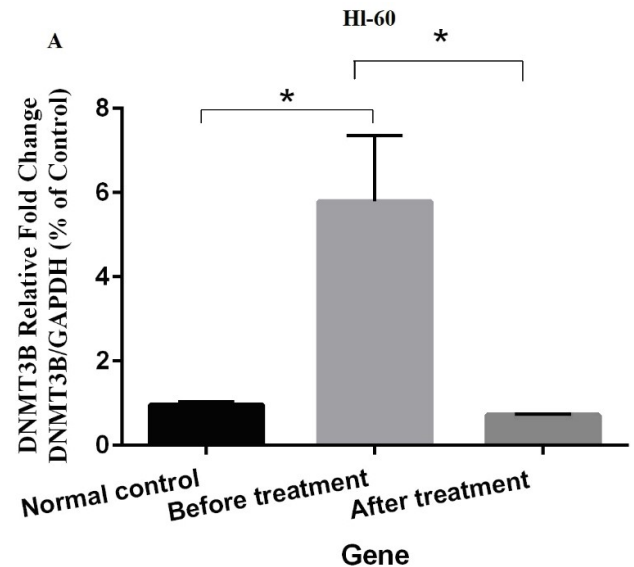 Hl-60
A
*
*
DNMT3B Relative Fold Change
DNMT3B/GAPDH (% of Control)
8
6
4
2
0
Normal control
Before treatment
After treatment
Gene